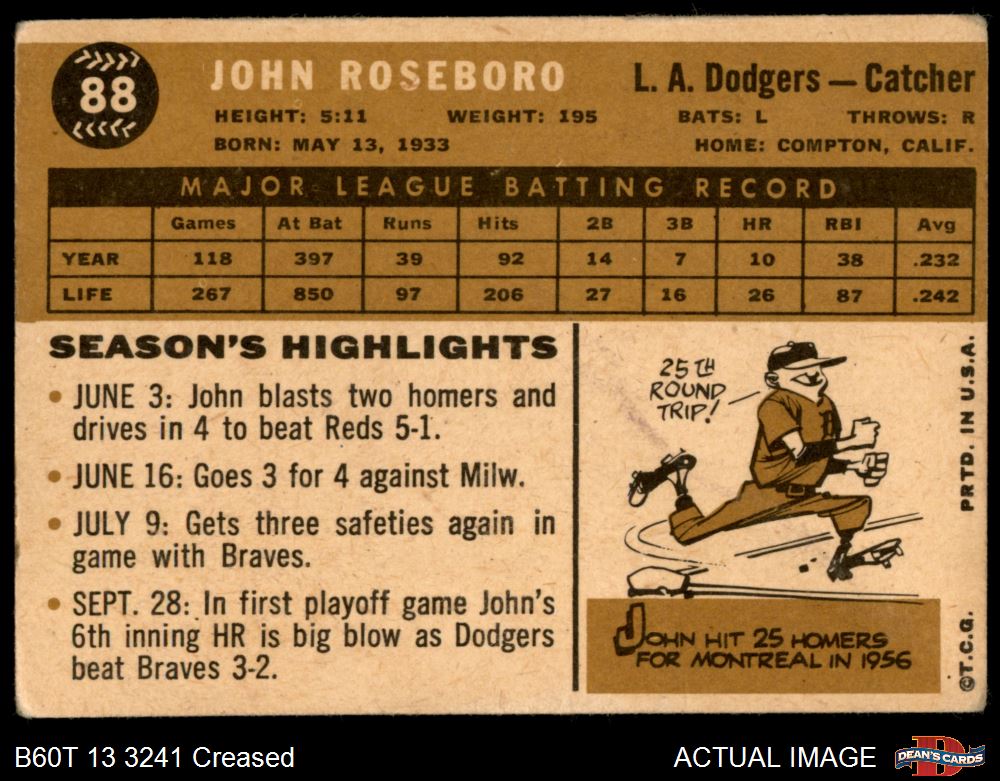 88
JOHN ROSEBORO
L. A. Dodgers — Catcher
HEIGHT: 5:11 WEIGHT: 195 BATS: L THROWS: R
BORN: MAY 13, 1933 HOME: COMPTON, CALIF.
MAJOR LEAGUE BATTING RECORD
Games At Bat Runs Hits 2B 3B HR RBI Avg
YEAR 118 397 39 92 14 7 10 38 .232
LIFE 267 850 97 206 27 16 26 87 .242
SEASON'S HIGHLIGHTS
• JUNE 3: John blasts two homers and
drives in 4 to beat Reds 5-1.
• JUNE 16: Goes 3 for 4 against Milw.
• JULY 9: Gets three safeties again in
game with Braves.
• SEPT. 28: In first playoff game John's
6th inning HR is big blow as Dodgers
beat Braves 3-2.
25TH
ROUND
TRIP!
JOHN HIT 25 HOMERS
FOR MONTREAL IN 1956
PRTD. IN U.S.A.
©T.C.G.
B60T 13 3241 Creased
ACTUAL IMAGE
D
DEAN'S CARDS